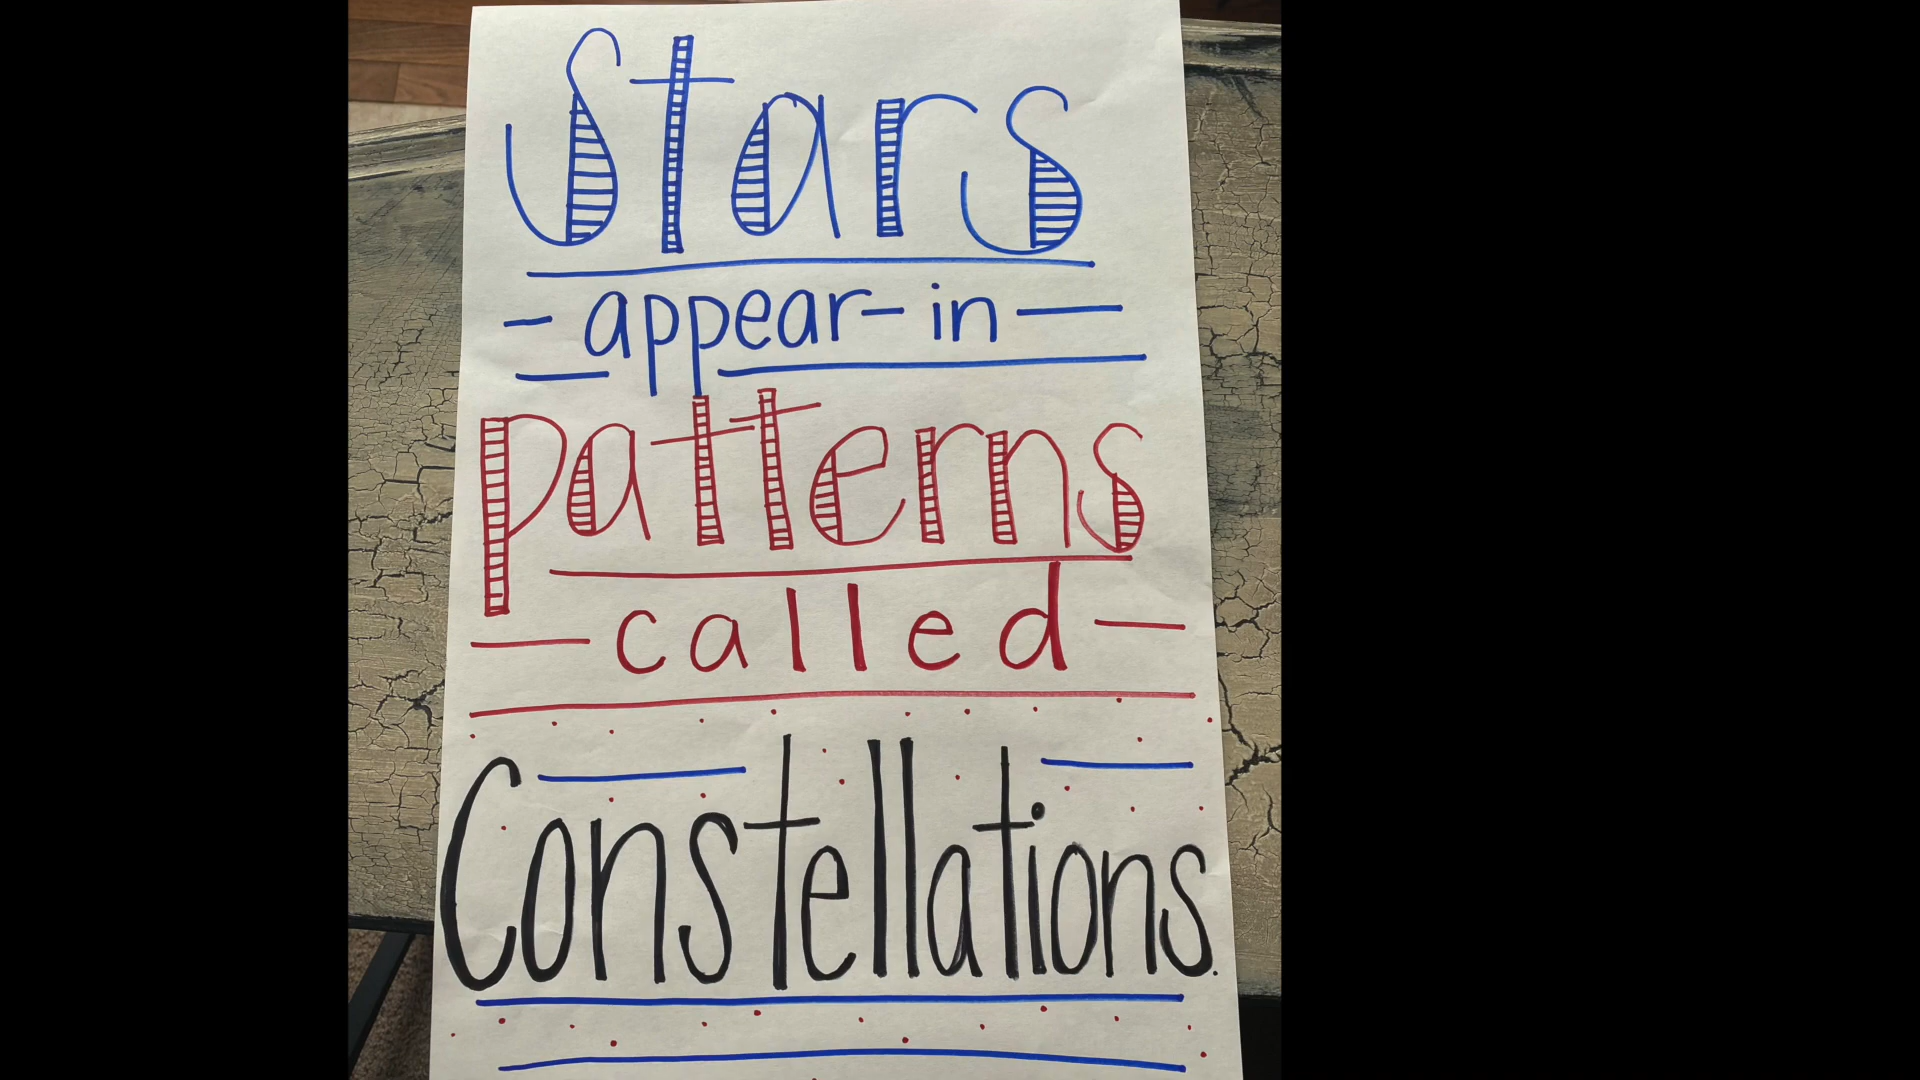 Stars
- appear - in -
patterns
- called -
Constellations.